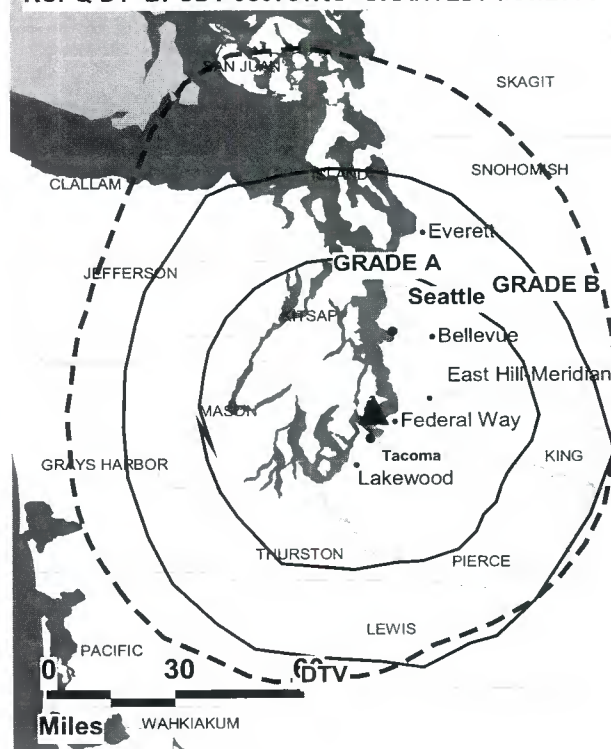 SAN JUAN
SKAGIT
CLALLAM
ISLAND
SNOHOMISH
Everett
JEFFERSON
GRADE A
GRADE B
Seattle
KITSAP
Bellevue
East Hill-Meridian
MASON
Federal Way
Tacoma
GRAYS HARBOR
KING
Lakewood
THURSTON
PIERCE
LEWIS
PACIFIC
0 30 60
DTV
Miles
WAHKIAKUM